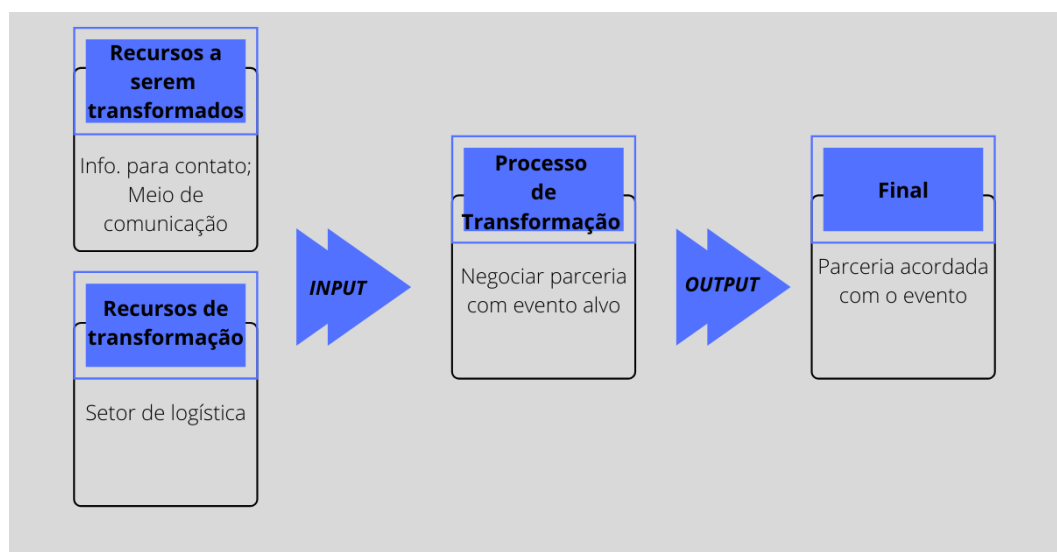 Recursos a
serem
transformados
Info. para contato;
Meio de
comunicação
Recursos de
transformação
Setor de logística
INPUT
Processo
de
Transformação
Negociar parceria
com evento alvo
OUTPUT
Final
Parceria acordada
com o evento